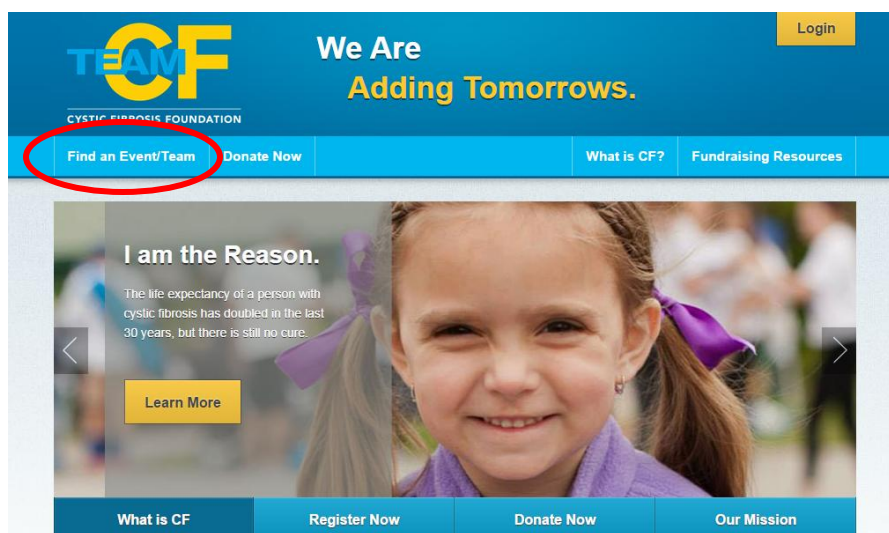 Login
TEAM CF
CYSTIC FIBROSIS FOUNDATION
We Are
Adding Tomorrows.
Find an Event/Team
Donate Now
What is CF?
Fundraising Resources
I am the Reason.
The life expectancy of a person with
cystic fibrosis has doubled in the last
30 years, but there is still no cure.
Learn More
What is CF
Register Now
Donate Now
Our Mission